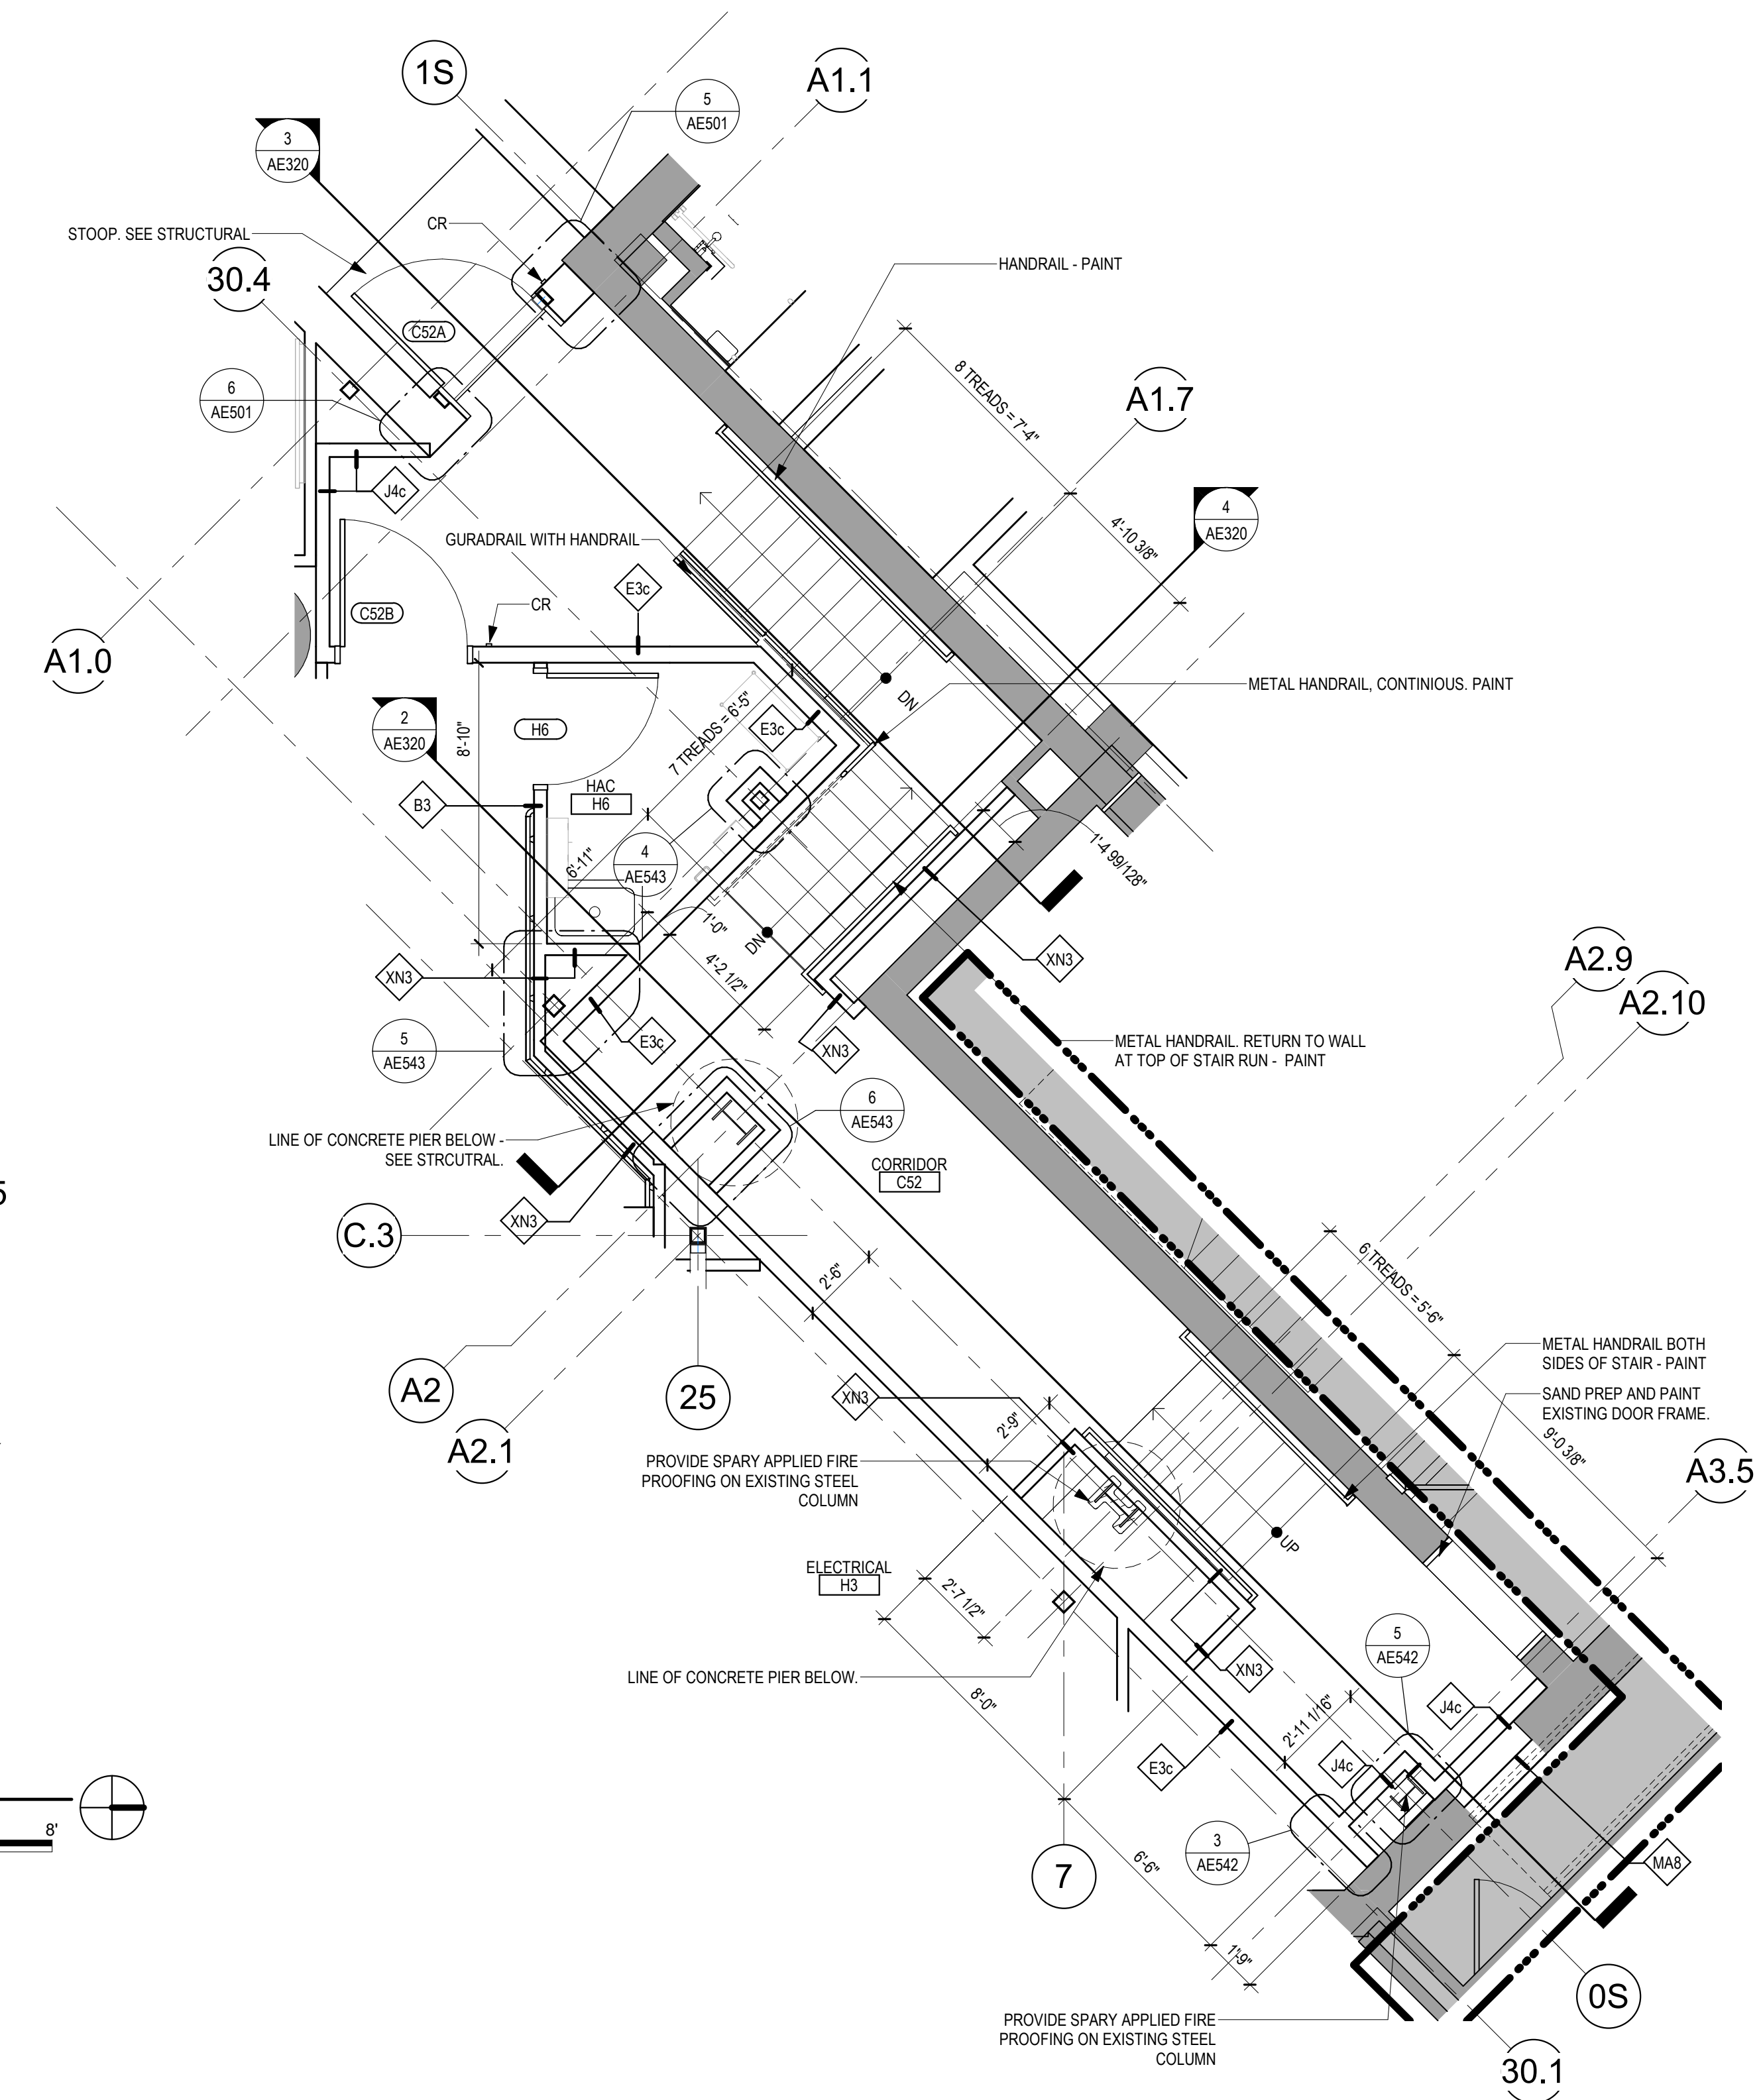 1S
A1.1
5
AE501
3
AE320
CR
STOOP. SEE STRUCTURAL
30.4
HANDRAIL - PAINT
C52A
8 TREADS = 7'-4"
6
AE501
A1.7
J4c
4
AE320
4'-10 3/8"
GURADRAIL WITH HANDRAIL
E3c
CR
C52B
A1.0
METAL HANDRAIL, CONTINIOUS. PAINT
DN
2
AE320
8'-10"
H6
7 TREADS = 6'-5"
E3c
HAC
H6
B3
6'-11"
4
AE543
1'-4 99/128"
1'-0"
DN
4'-2 1/2"
XN3
XN3
A2.9
A2.10
5
AE543
E3c
XN3
METAL HANDRAIL. RETURN TO WALL
AT TOP OF STAIR RUN - PAINT
6
AE543
LINE OF CONCRETE PIER BELOW -
SEE STRCUTRAL.
CORRIDOR
C52
5
XN3
C.3
2'-6"
6 TREADS = 5'-6"
METAL HANDRAIL BOTH
SIDES OF STAIR - PAINT
SAND PREP AND PAINT
EXISTING DOOR FRAME.
A2
25
XN3
2'-9"
9'-0 3/8"
A2.1
A3.5
PROVIDE SPARY APPLIED FIRE
PROOFING ON EXISTING STEEL
COLUMN
UP
ELECTRICAL
H3
2'-7 1/2"
5
AE542
LINE OF CONCRETE PIER BELOW.
XN3
8'-0"
2'-11 1/16"
J4c
E3c
J4c
8'
3
AE542
7
6'-6"
MA8
1'-9"
0S
PROVIDE SPARY APPLIED FIRE
PROOFING ON EXISTING STEEL
COLUMN
30.1